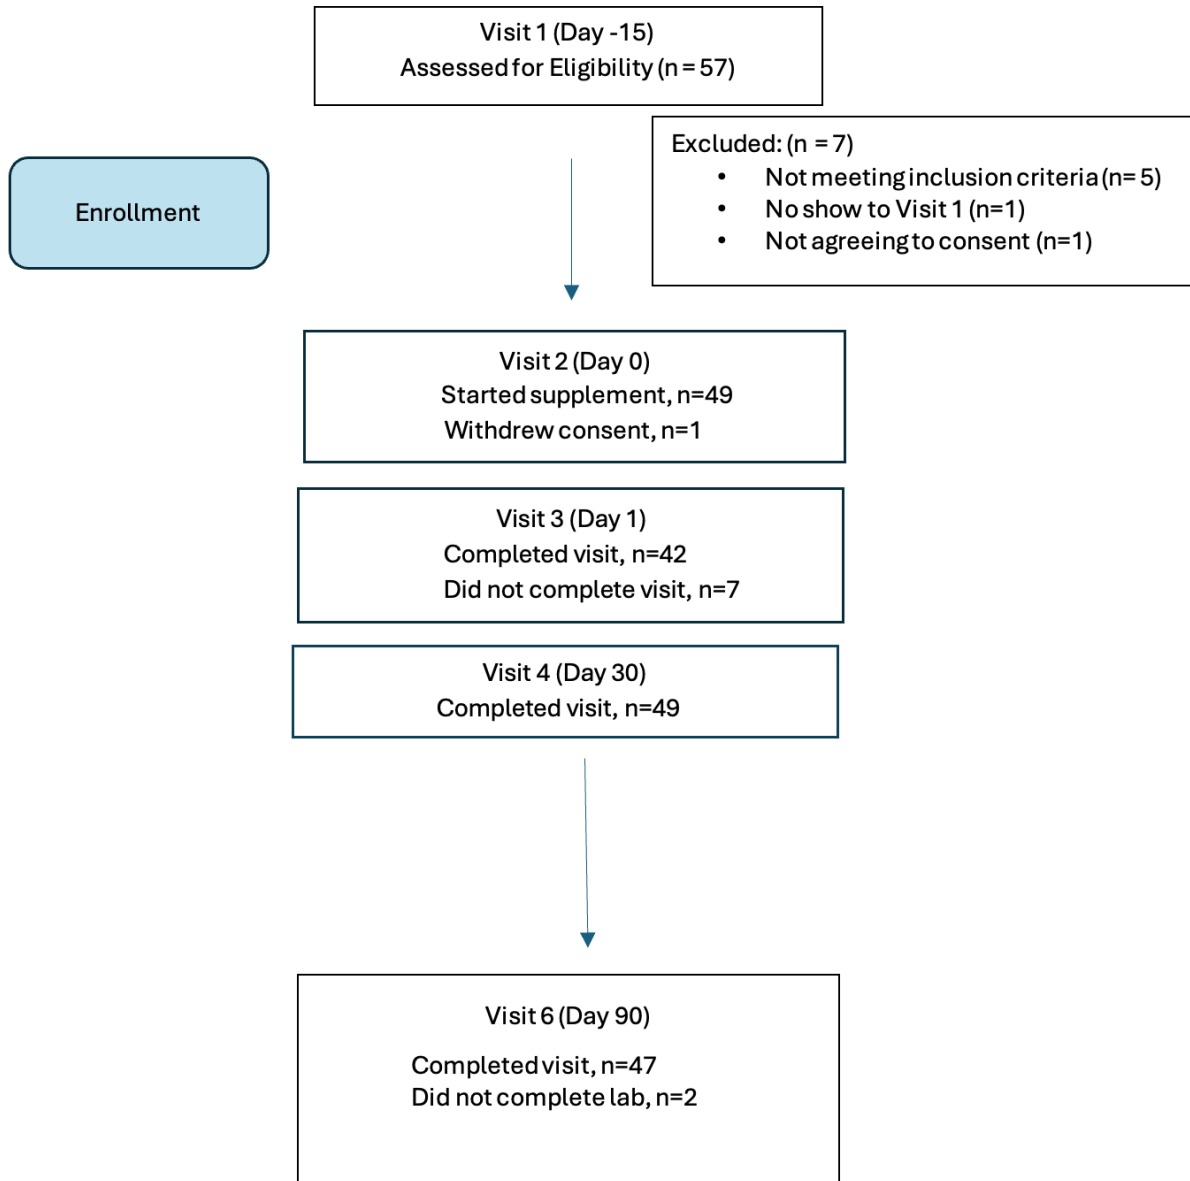 Visit 1 (Day -15)
Assessed for Eligibility (n = 57)
Excluded: (n = 7)
• Not meeting inclusion criteria (n= 5)
• No show to Visit 1 (n=1)
• Not agreeing to consent (n=1)
Enrollment
Visit 2 (Day 0)
Started supplement, n=49
Withdrew consent, n=1
Visit 3 (Day 1)
Completed visit, n=42
Did not complete visit, n=7
Visit 4 (Day 30)
Completed visit, n=49
Visit 6 (Day 90)
Completed visit, n=47
Did not complete lab, n=2